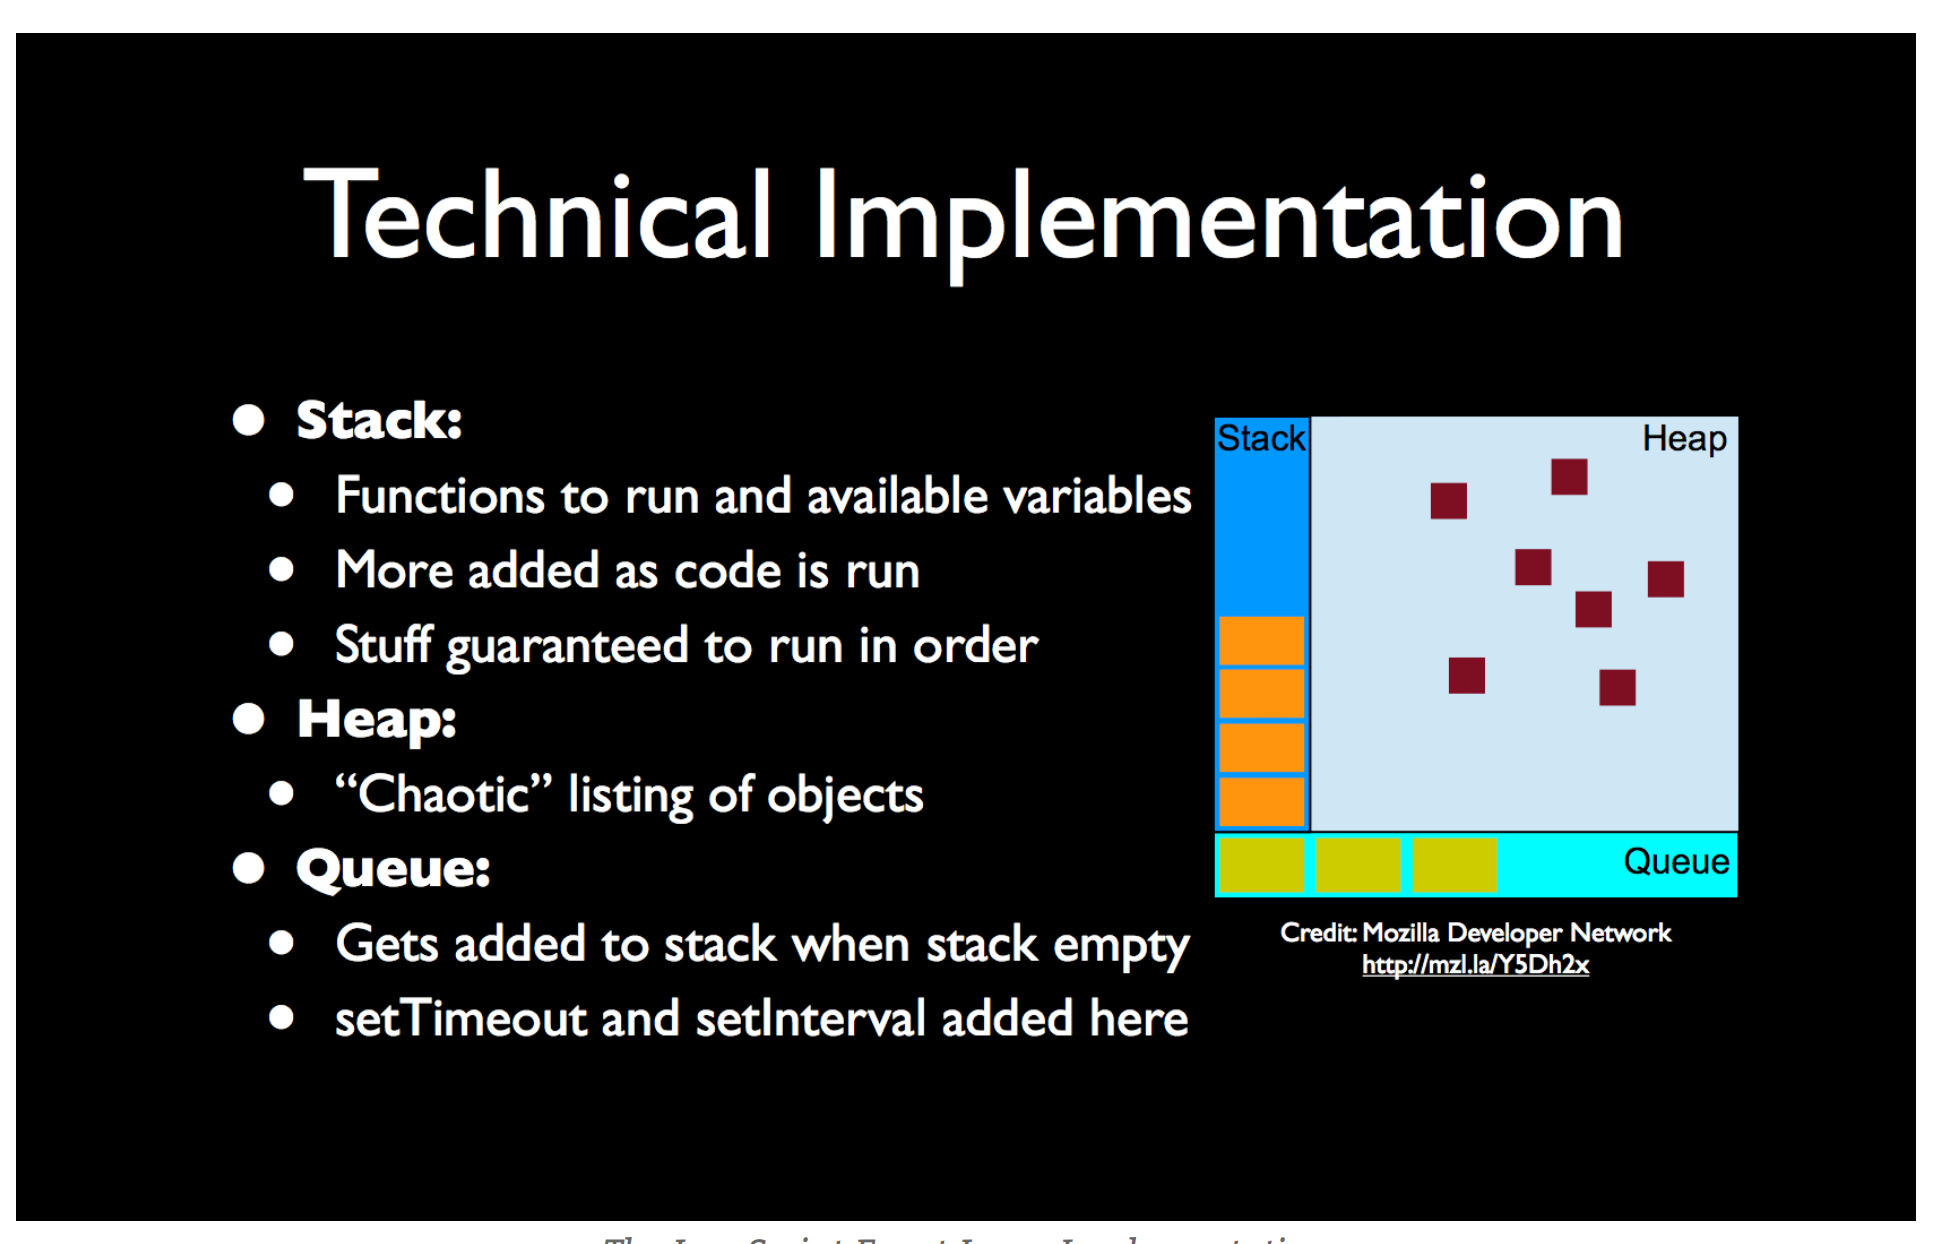 Technical Implementation
Stack:
Functions to run and available variables
More added as code is run
Stuff guaranteed to run in order
Heap:
“Chaotic” listing of objects
Queue:
Gets added to stack when stack empty
setTimeout and setInterval added here
Stack
Heap
Queue
Credit: Mozilla Developer Network
http://mzl.la/Y5Dh2x